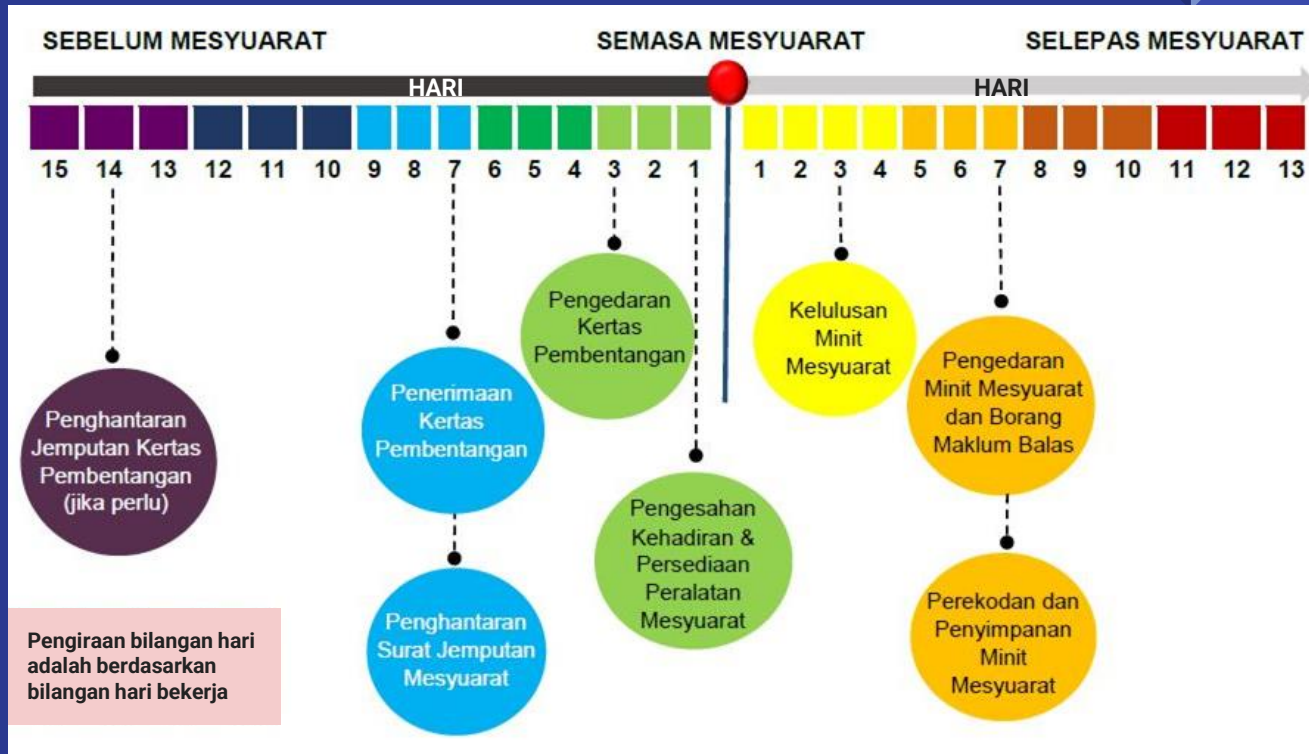 SEBELUM MESYUARAT
SEMASA MESYUARAT
SELEPAS MESYUARAT
HARI
HARI
15 14 13 12 11 10 9 8 7 6 5 4 3 2 1
1 2 3 4 5 6 7 8 9 10 11 12 13
Penghantaran
Jemputan Kertas
Pembentangan
(jika perlu)
Penerimaan
Kertas
Pembentangan
Penghantaran
Surat Jemputan
Mesyuarat
Pengedaran
Kertas
Pembentangan
Pengesahan
Kehadiran &
Persediaan
Peralatan
Mesyuarat
Kelulusan
Minit
Mesyuarat
Pengedaran
Minit Mesyuarat
dan Borang
Maklum Balas
Perekodan dan
Penyimpanan
Minit
Mesyuarat
Pengiraan bilangan hari
adalah berdasarkan
bilangan hari bekerja